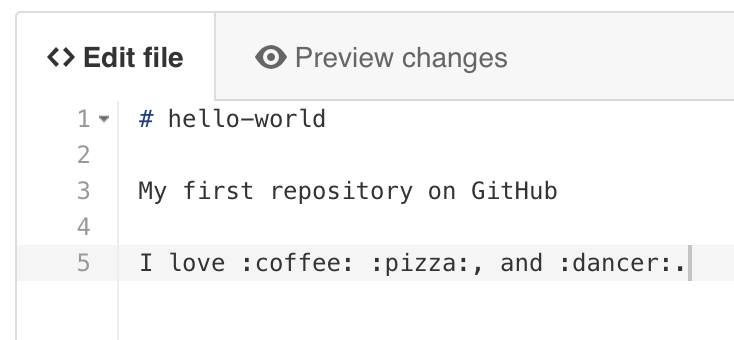 <> Edit file Preview changes
1 # hello-world
2
3 My first repository on GitHub
4
5 I love :coffee: :pizza:, and :dancer:.